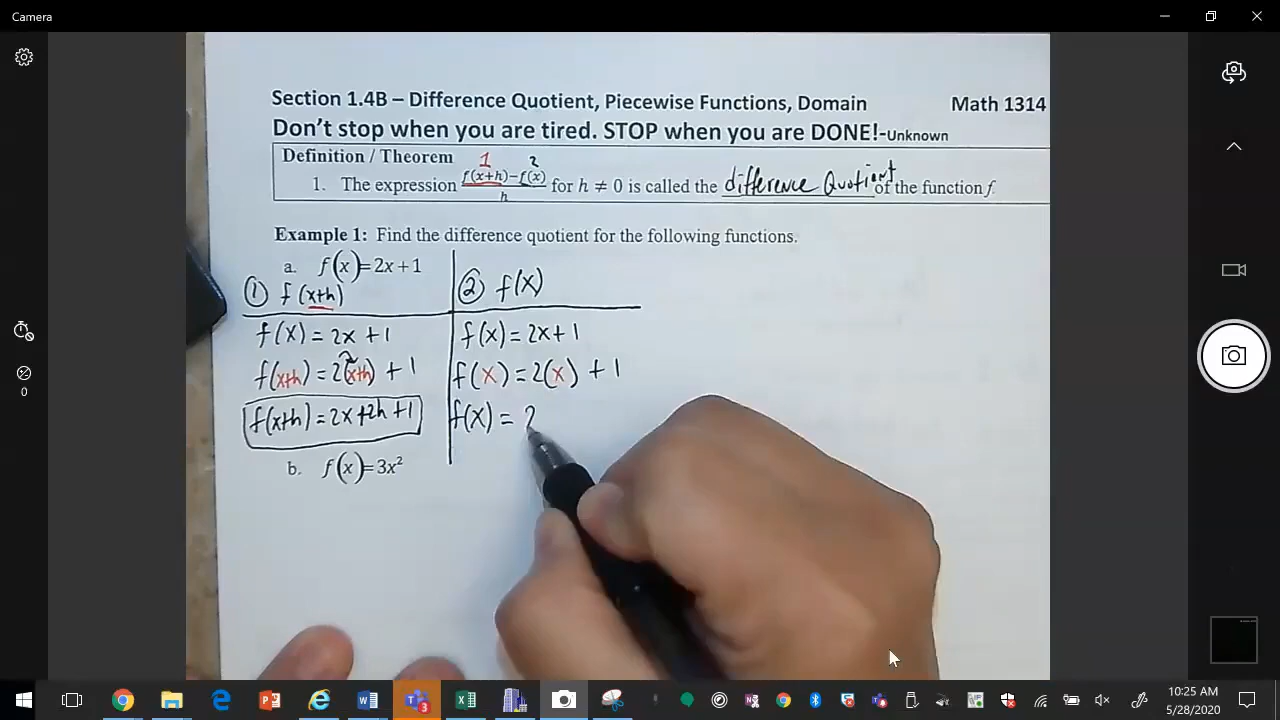 Camera
Section 1.4B – Difference Quotient, Piecewise Functions, Domain Math 1314
Don't stop when you are tired. STOP when you are DONE!-Unknown
Definition / Theorem
1. The expression f(x+h)−f(x) / h for h ≠ 0 is called the difference Quotient of the function f
1 2
Example 1: Find the difference quotient for the following functions.
a. f(x)=2x+1
① f(x+h)
f(x) = 2x + 1
f(x+h) = 2(x+h) + 1
f(x+h) = 2x+2h+1
② f(x)
f(x) = 2x+1
f(x) = 2(x) + 1
f(x) = 2
b. f(x)=3x²
0
3
10:25 AM
5/28/2020